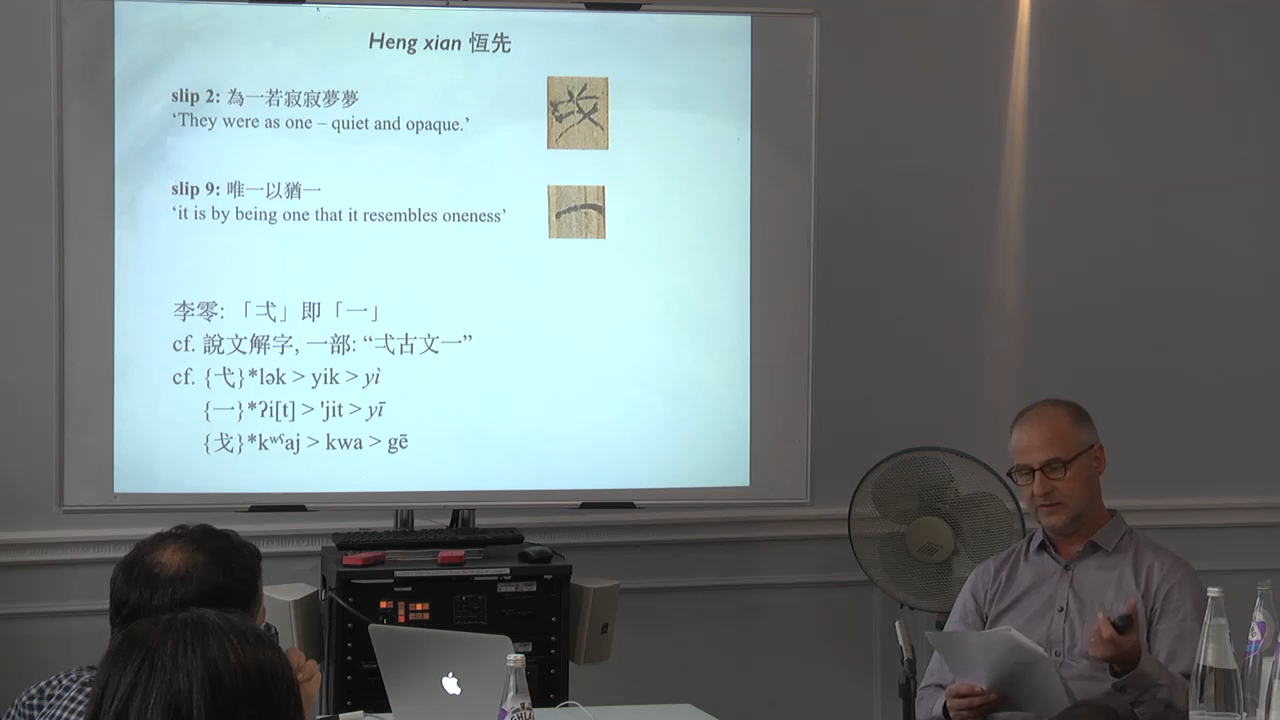 Heng xian 恆先
slip 2: 為一若寂寂夢夢
‘They were as one – quiet and opaque.’
slip 9: 唯一以猶一
‘it is by being one that it resembles oneness’
李零: 「弌」即「一」
cf. 說文解字, 一部: “弌古文一”
cf. {弋}*lək > yik > yì
{一}*ʔi[t] > 'jit > yī
{戈}*kʷˤaj > kwa > gē